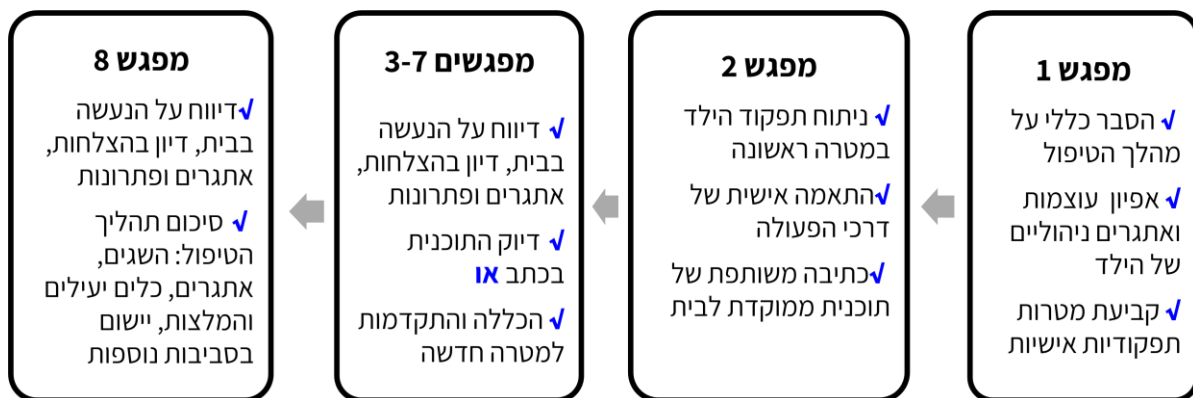 מפגש 1
√ הסבר כללי על
מהלך הטיפול
√ אפיון עוצמות
ואתגרים ניהוליים
של הילד
√ קביעת מטרות
תפקודיות אישיות
מפגש 2
√ ניתוח תפקוד הילד
במטרה ראשונה
√התאמה אישית של
דרכי הפעולה
√כתיבה משותפת של
תוכנית ממוקדת לבית
מפגשים 3-7
√ דיווח על הנעשה
בבית, דיון בהצלחות,
אתגרים ופתרונות
√ דיוק התוכנית
בכתב או
√ הכללה והתקדמות
למטרה חדשה
מפגש 8
√דיווח על הנעשה
בבית, דיון בהצלחות,
אתגרים ופתרונות
√ סיכום תהליך
הטיפול: השגים,
אתגרים, כלים יעילים
והמלצות, יישום
בסביבות נוספות